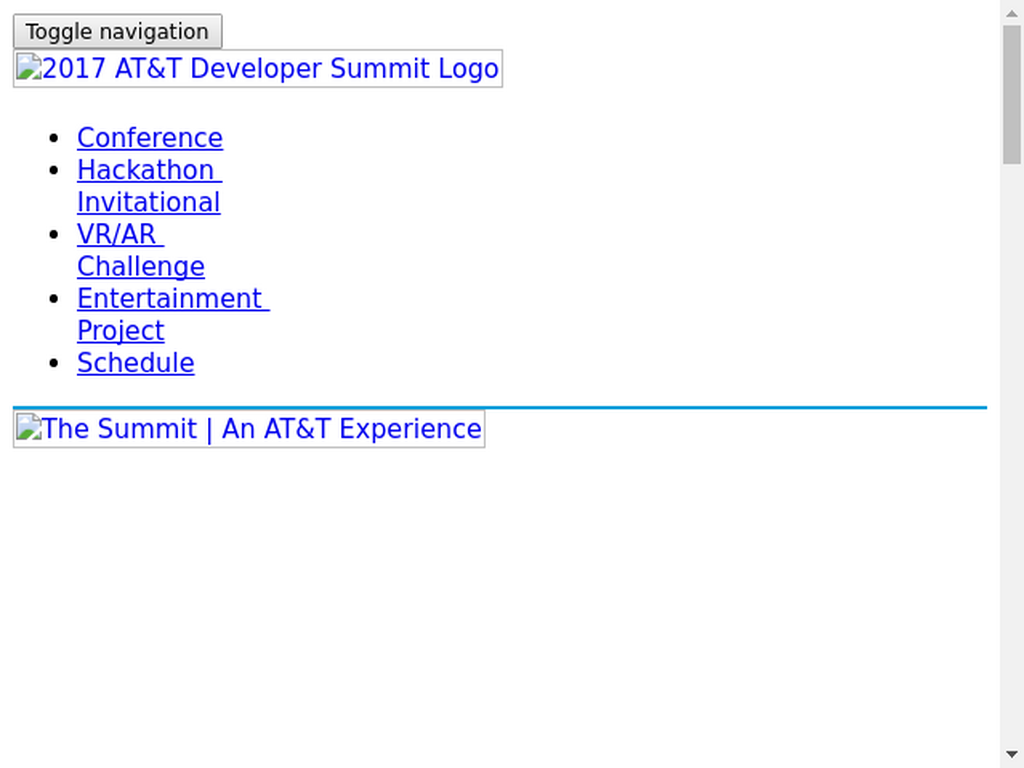 Toggle navigation
2017 AT&T Developer Summit Logo
Conference
Hackathon
Invitational
VR/AR
Challenge
Entertainment
Project
Schedule
The Summit | An AT&T Experience